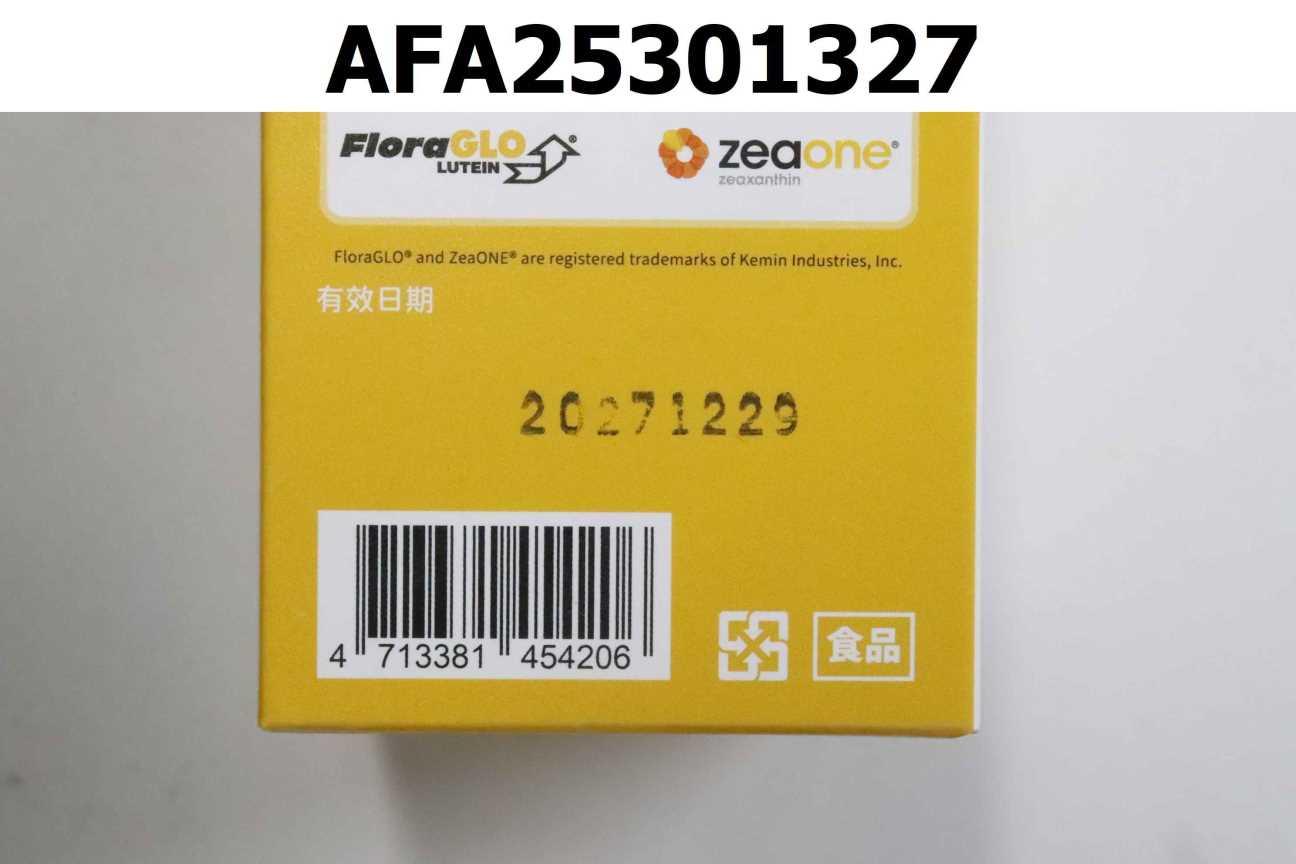 AFA25301327
FloraGLO® zeaone®
LUTEIN zeaxanthin
FloraGLO® and ZeaONE® are registered trademarks of Kemin Industries, Inc.
有效日期
20271229
4 713381 454206
食品